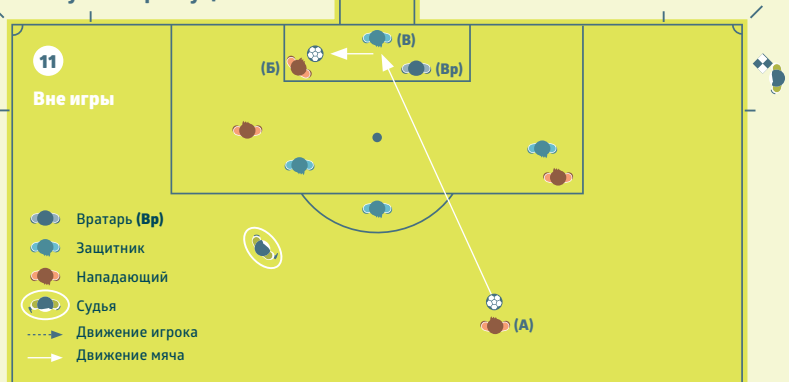 11
(В)
(Б)
(Вр)
Вне игры
Вратарь (Вр)
Защитник
Нападающий
Судья
(А)
Движение игрока
Движение мяча